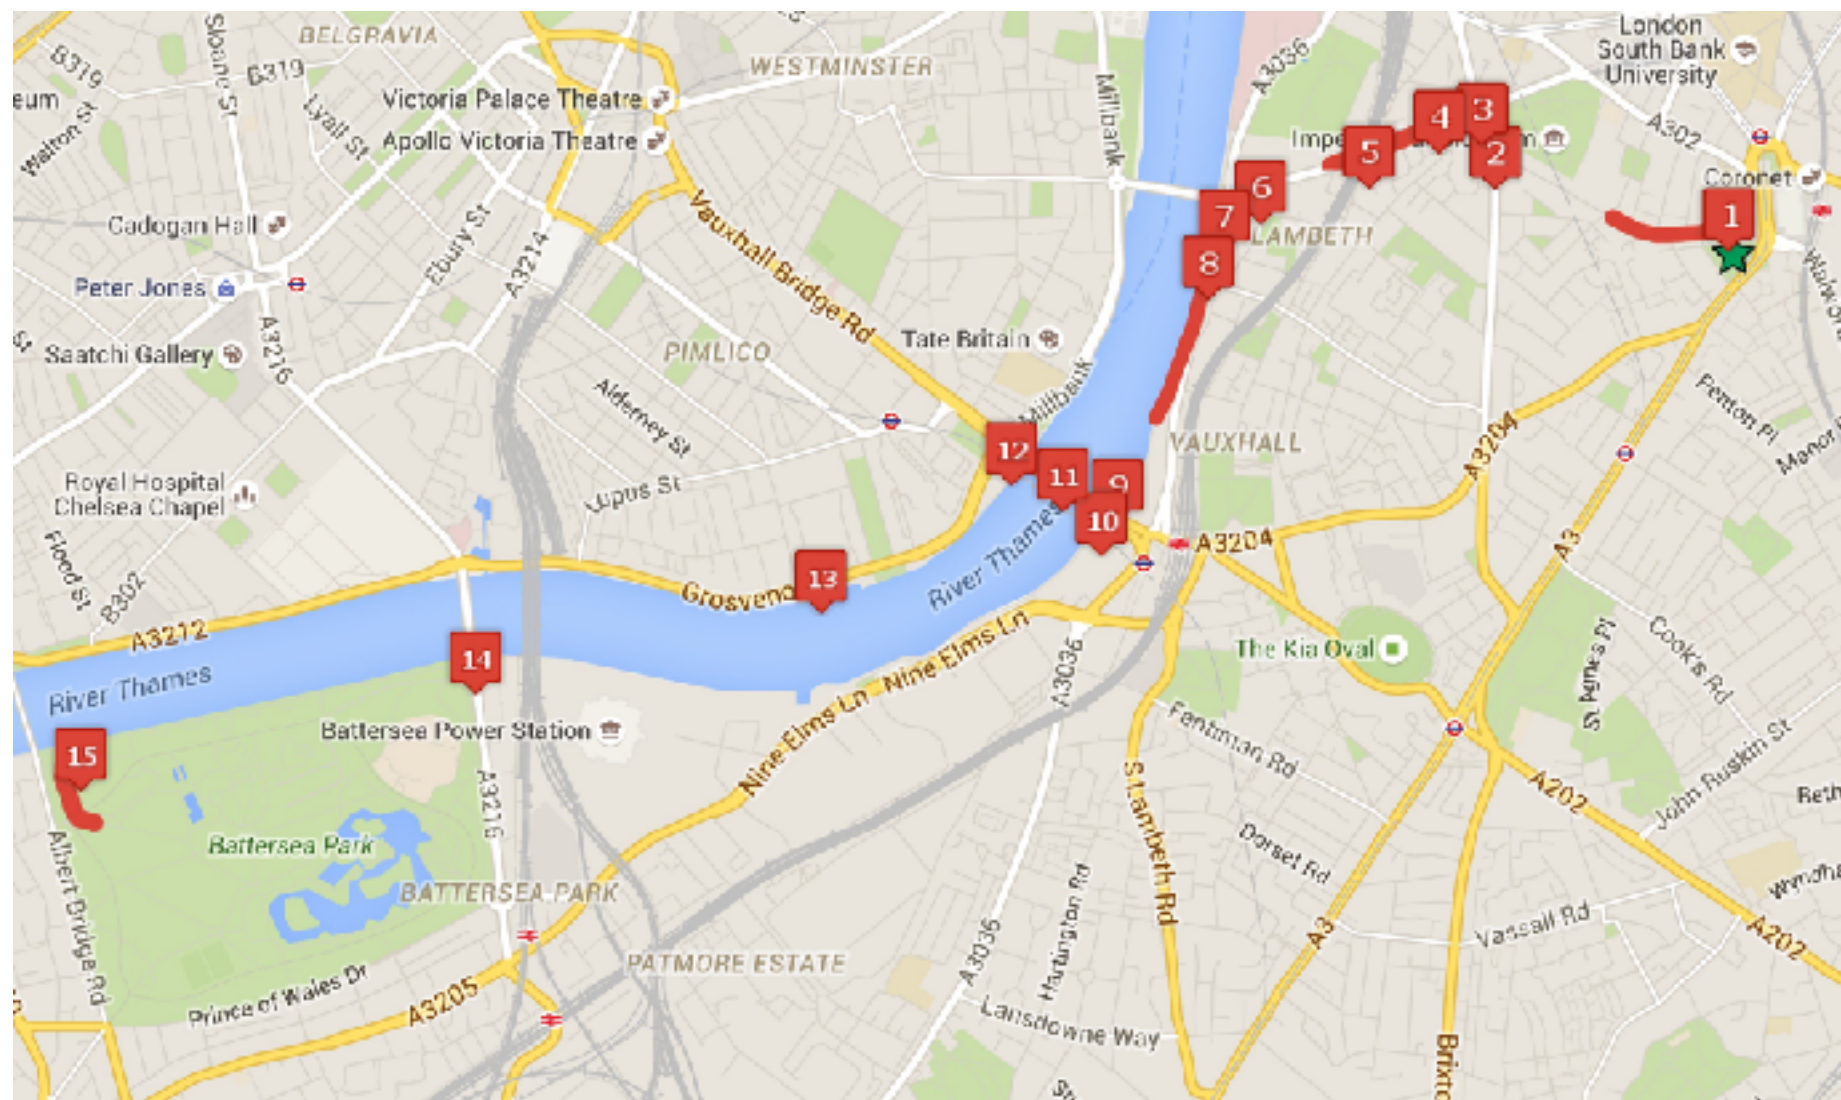 BELGRAVIA
B319
B319
Sloane St
eum
Walton St
Lyall St
Victoria Palace Theatre
Apollo Victoria Theatre
WESTMINSTER
Millbank
A3036
London
South Bank
University
A302
Coronet
4
3
5
2
1
6
7
8
LAMBETH
Cadogan Hall
Ebury St
A3214
Vauxhall Bridge Rd
Peter Jones
St
Saatchi Gallery
A3216
PIMLICO
Tate Britain
Millbank
Alderney St
Penton Pl
VAUXHALL
A3204
Royal Hospital
Chelsea Chapel
Lupus St
12
11
9
10
River Thames
A3204
A3
Flood St
B302
13
A3212
River Thames
14
Nine Elms Ln
Nine Elms Ln
A3036
The Kia Oval
St Agnes Pl
Cook's Rd
Battersea Power Station
15
A3216
Fentiman Rd
S Lambeth Rd
A202
John Ruskin St
Battersea Park
Albert Bridge Rd
BATTERSEA PARK
Dorset Rd
Hartington Rd
Vassall Rd
A3
A202
A3036
PATMORE ESTATE
Prince of Wales Dr
A3205
Lansdowne Way